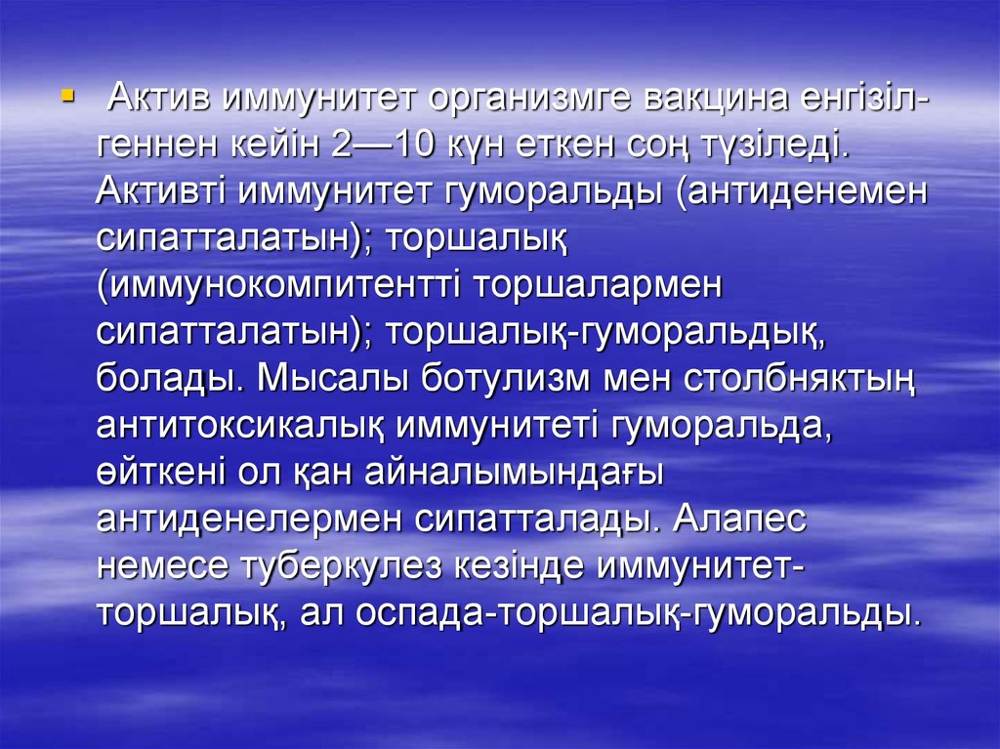 ▪ Актив иммунитет организмге вакцина енгізіл-
геннен кейін 2—10 күн еткен соң түзіледі.
Активті иммунитет гуморальды (антиденемен
сипатталатын); торшалық
(иммунокомпитентті торшалармен
сипатталатын); торшалық-гуморальдық,
болады. Мысалы ботулизм мен столбняктың
антитоксикалық иммунитеті гуморальда,
өйткені ол қан айналымындағы
антиденелермен сипатталады. Алапес
немесе туберкулез кезінде иммунитет-
торшалық, ал оспада-торшалық-гуморальды.